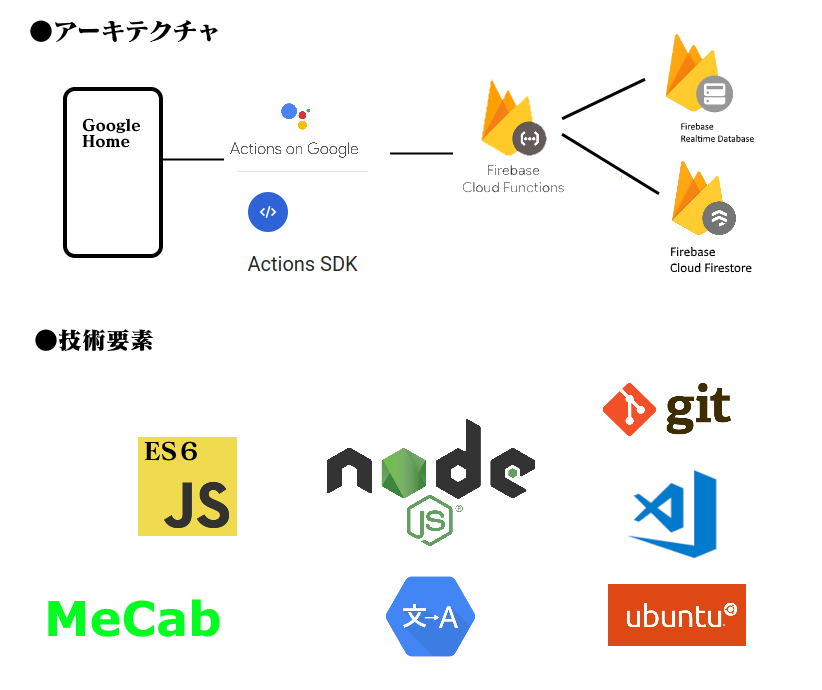 ●アーキテクチャ
Google
Home
Actions on Google
</>
Actions SDK
Firebase
Cloud Functions
Firebase
Realtime Database
Firebase
Cloud Firestore
●技術要素
ES6
JS
node
JS®
git
MeCab
文→A
ubuntu